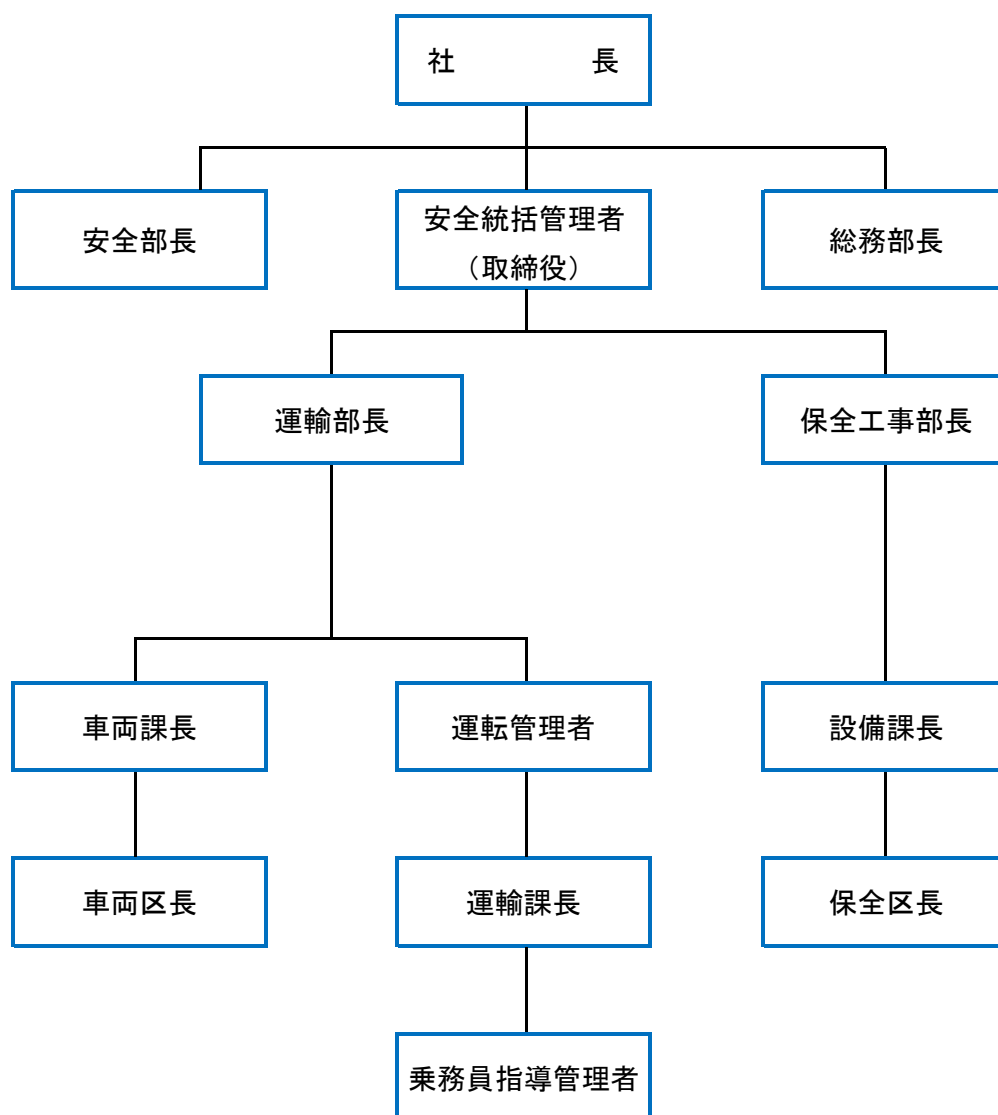 社　　　　　長
安全部長
安全統括管理者
（取締役）
総務部長
運輸部長
保全工事部長
車両課長
運転管理者
設備課長
車両区長
運輸課長
保全区長
乗務員指導管理者